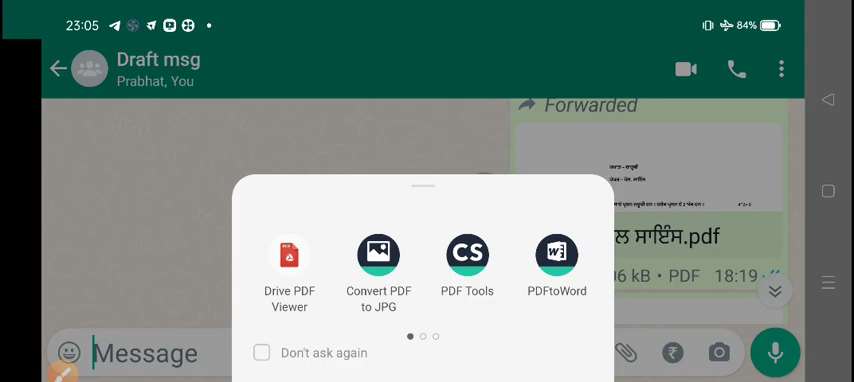 23:05
84%
Draft msg
Prabhat, You
Forwarded
ਲ ਸਾਇੰਸ.pdf
06 kB • PDF 18:19
Drive PDF Viewer
Convert PDF to JPG
CS
PDF Tools
W
PDFtoWord
Message
Don't ask again